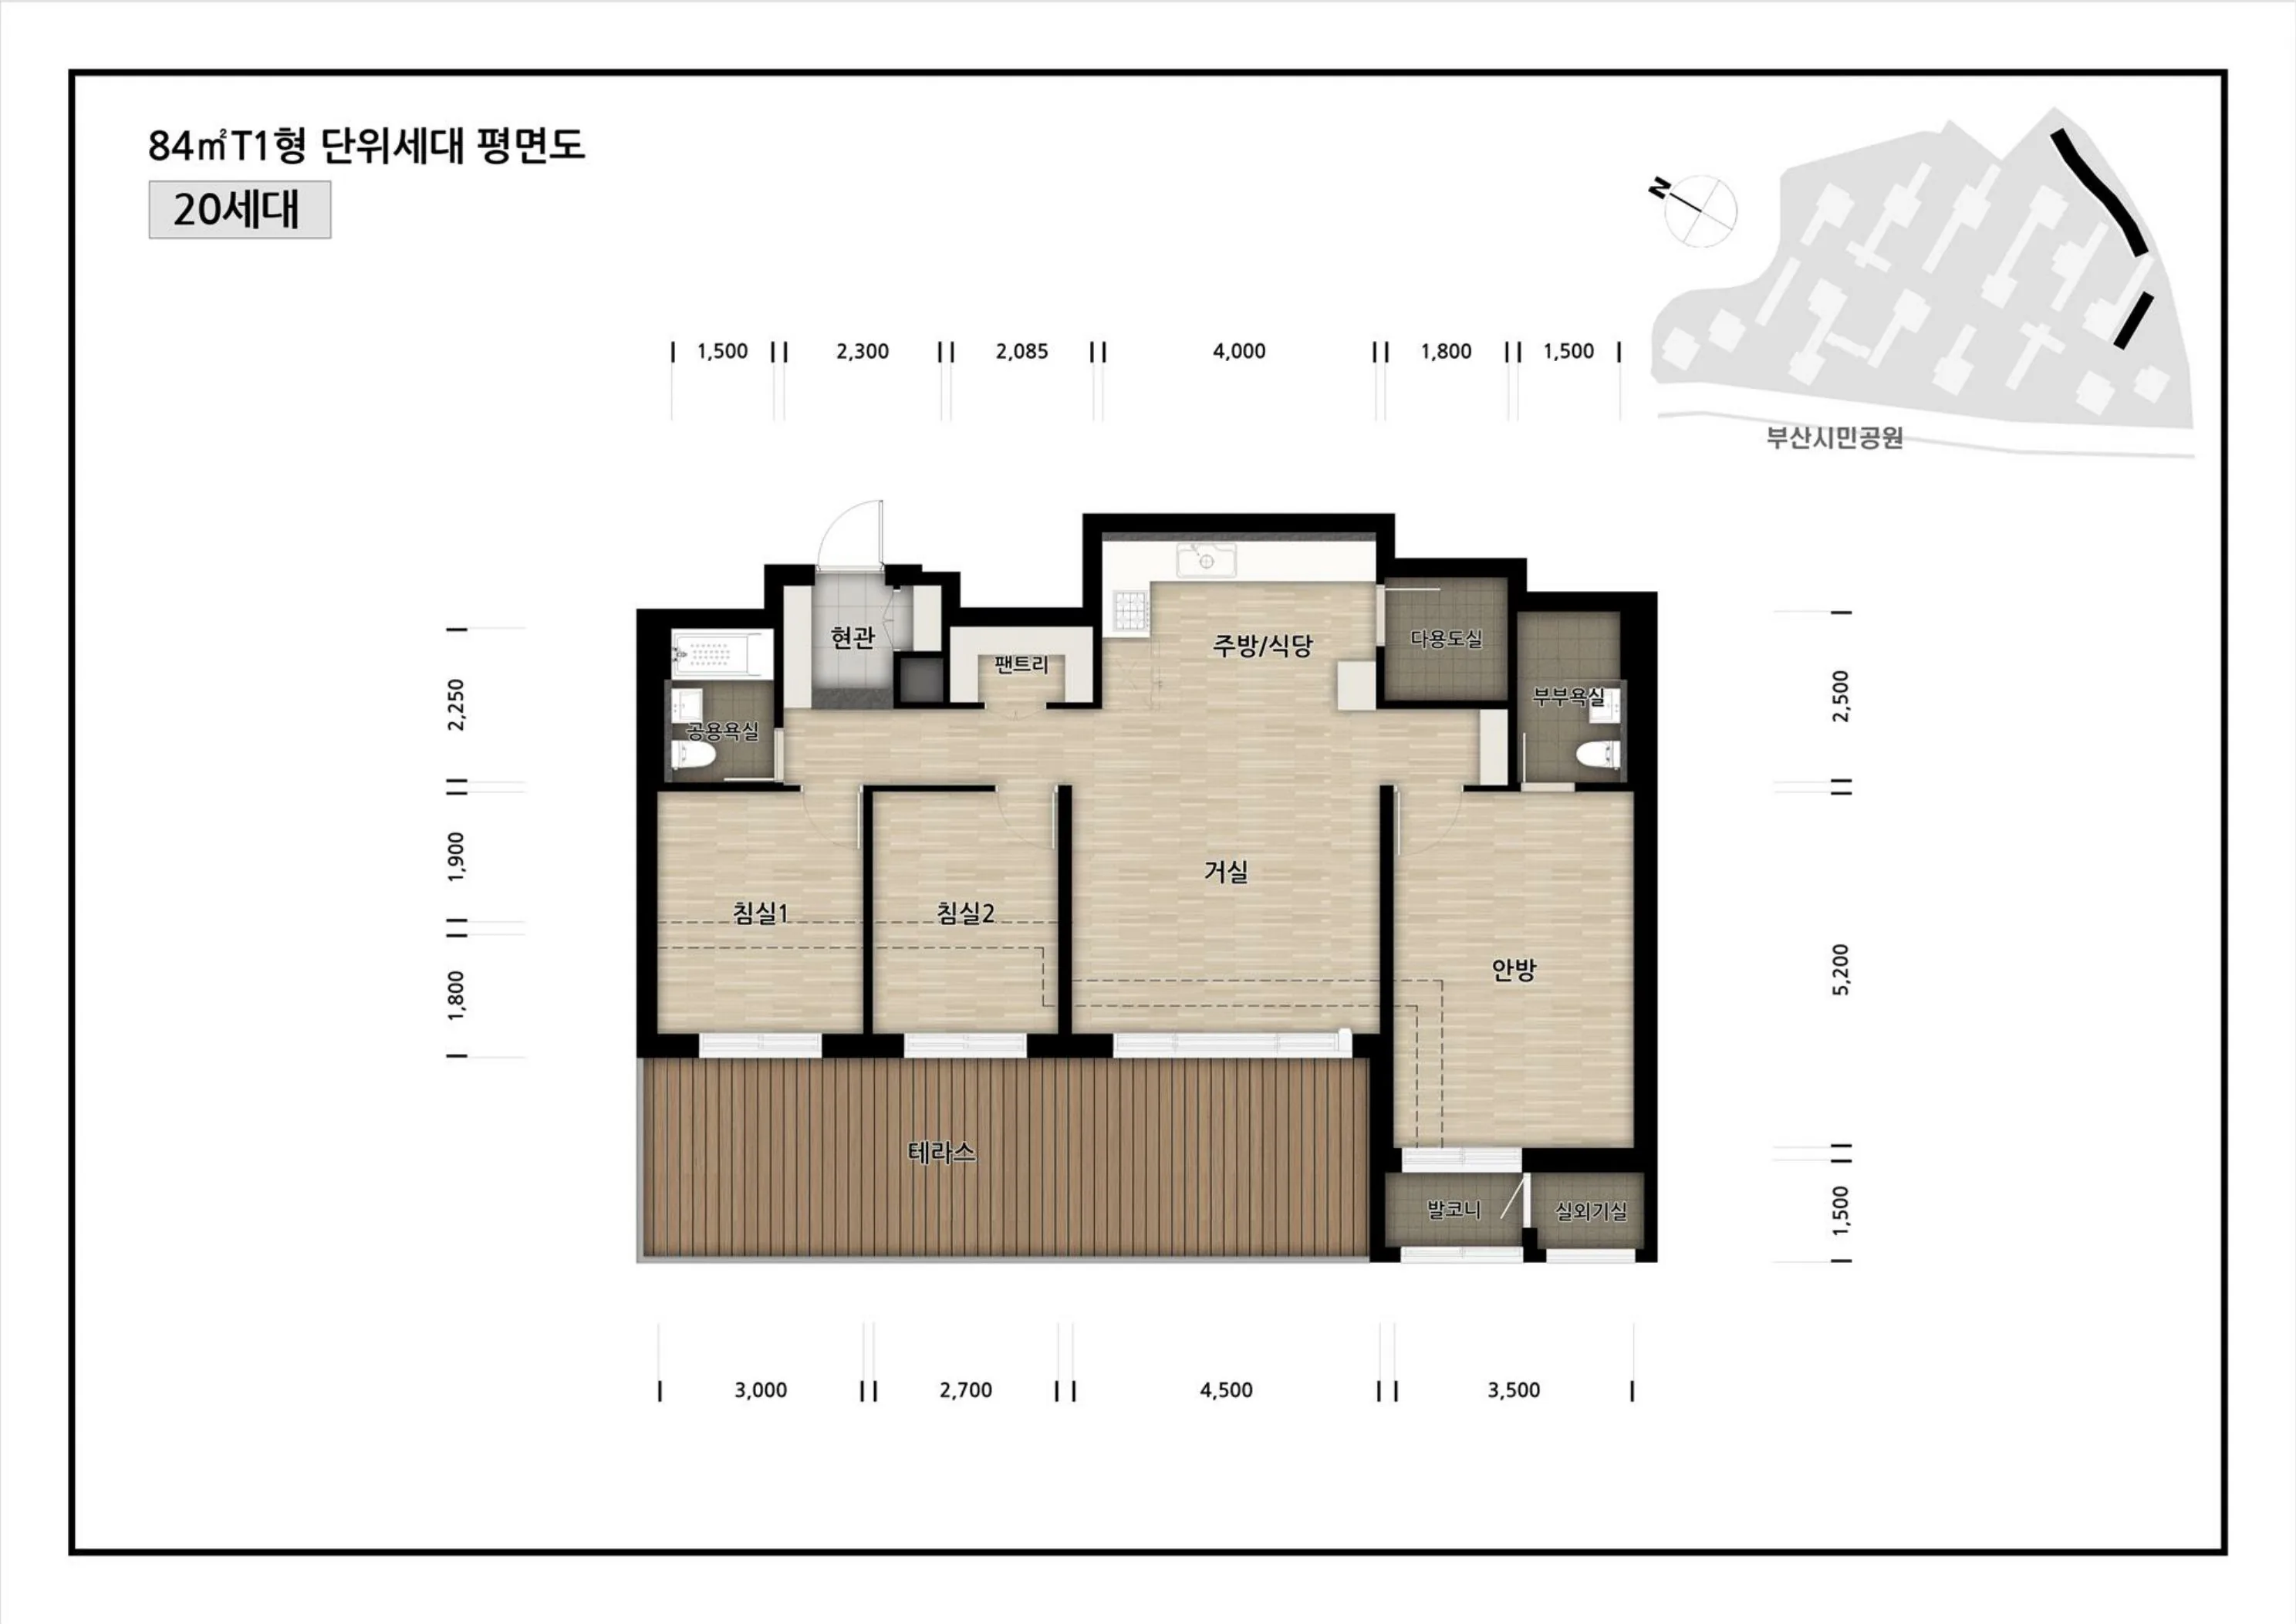 84㎡T1형 단위세대 평면도
20세대
N
부산시민공원
1,500 2,300 2,085 4,000 1,800 1,500
2,250
1,900
1,800
2,500
5,200
1,500
현관
팬트리
주방/식당
다용도실
부부욕실
공용욕실
거실
침실1
침실2
안방
테라스
발코니
실외기실
3,000 2,700 4,500 3,500